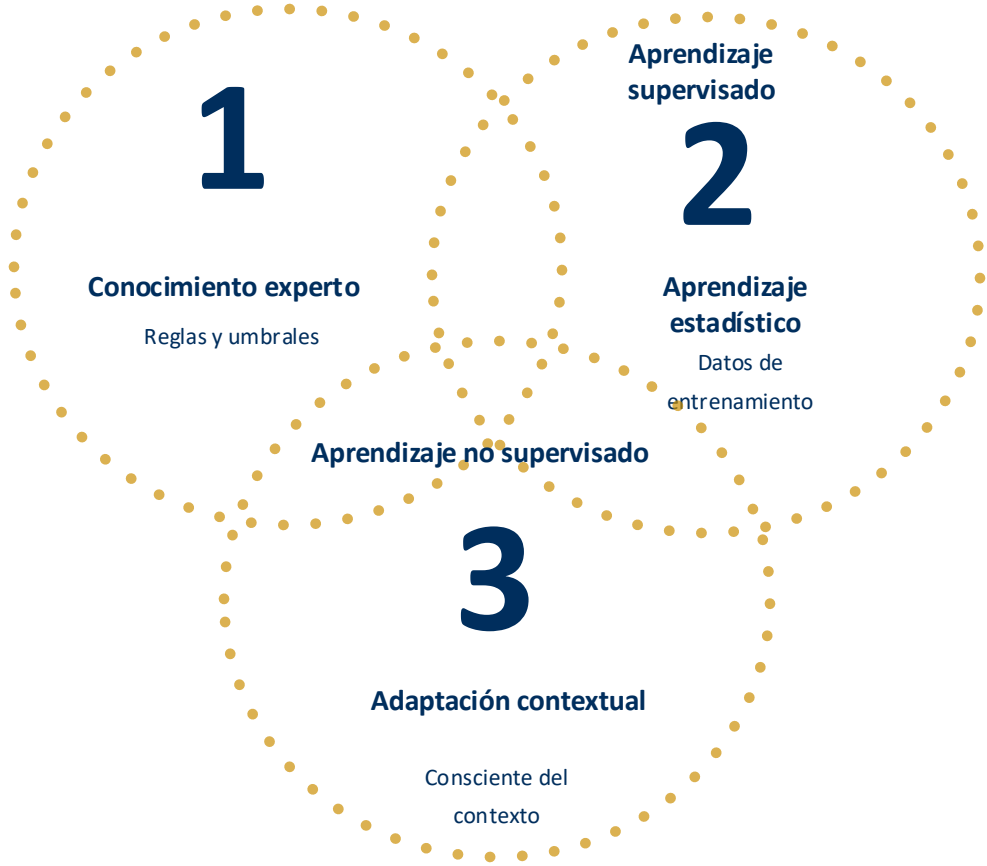 1
Conocimiento experto
Reglas y umbrales
Aprendizaje
supervisado
2
Aprendizaje
estadístico
Datos de
entrenamiento
Aprendizaje no supervisado
3
Adaptación contextual
Consciente del
contexto